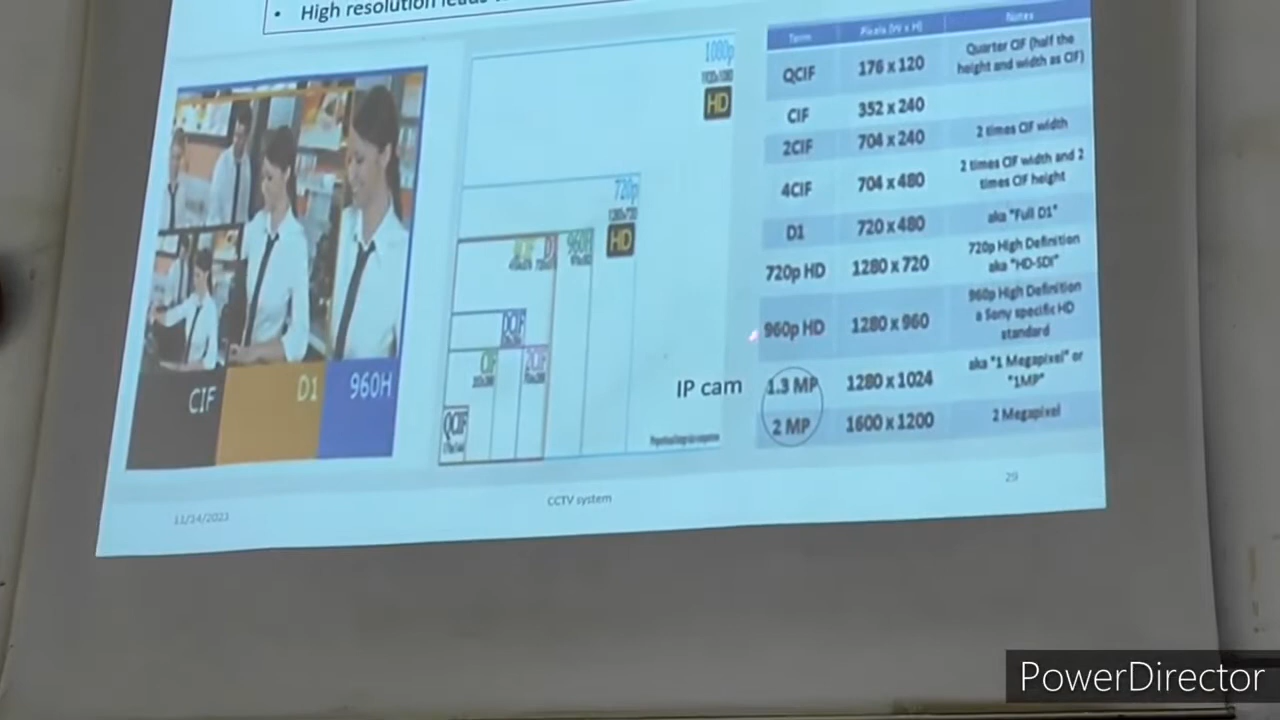 • High resolution leads
1080p
1920x1080
HD
720p
1280x720
HD
D1
960H
CIF
2CIF
QCIF
CIF
D1
960H
IP cam
Term Pixels (W x H) Notes
QCIF 176 x 120 Quarter CIF (half the
height and width as CIF)
CIF 352 x 240
2CIF 704 x 240 2 times CIF width
4CIF 704 x 480 2 times CIF width and 2
times CIF height
D1 720 x 480 aka "Full D1"
720p HD 1280 x 720 720p High Definition
aka "HD-SDI"
960p HD 1280 x 960 960p High Definition
a Sony specific HD
standard
1.3 MP 1280 x 1024 aka "1 Megapixel" or
"1MP"
2 MP 1600 x 1200 2 Megapixel
11/24/2023
CCTV system
29
PowerDirector